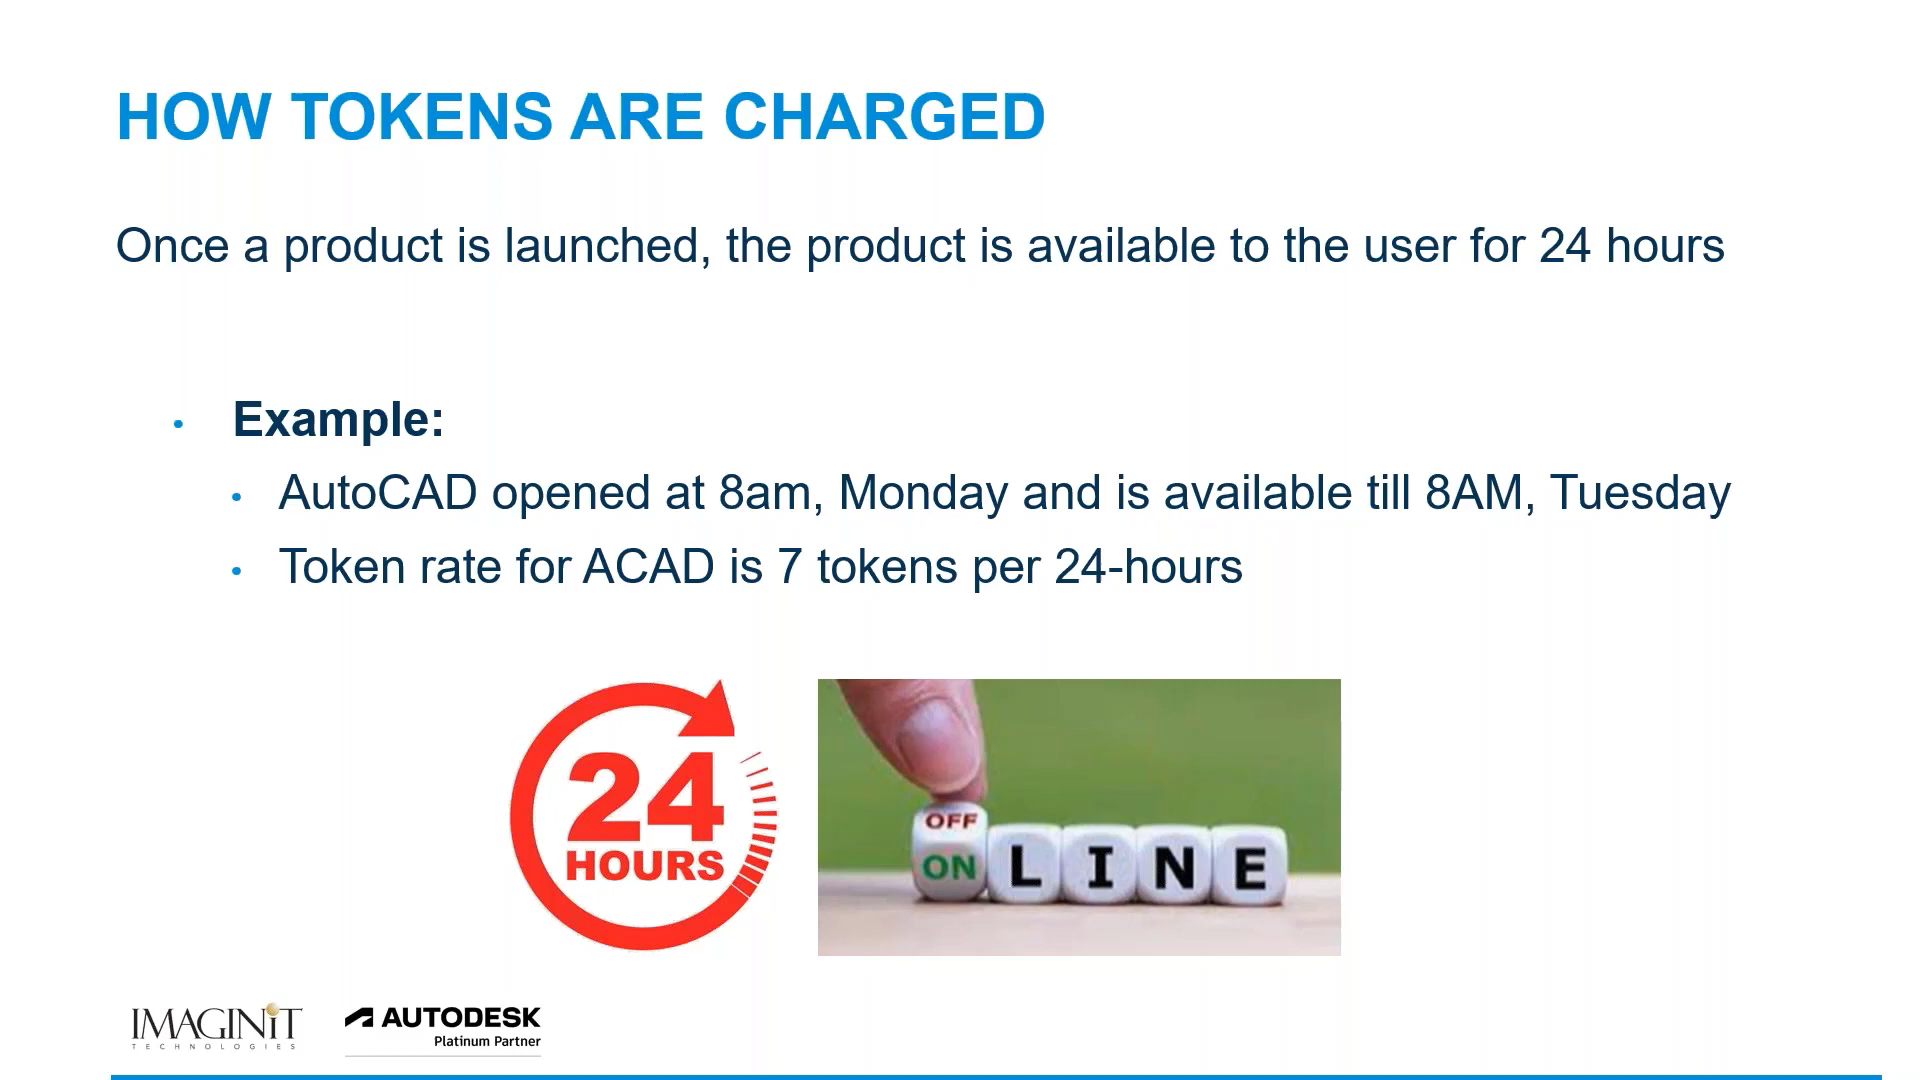 HOW TOKENS ARE CHARGED
Once a product is launched, the product is available to the user for 24 hours
Example:
AutoCAD opened at 8am, Monday and is available till 8AM, Tuesday
Token rate for ACAD is 7 tokens per 24-hours
24
HOURS
OFF
ON L I N E
IMAGINiT
TECHNOLOGIES
AUTODESK
Platinum Partner